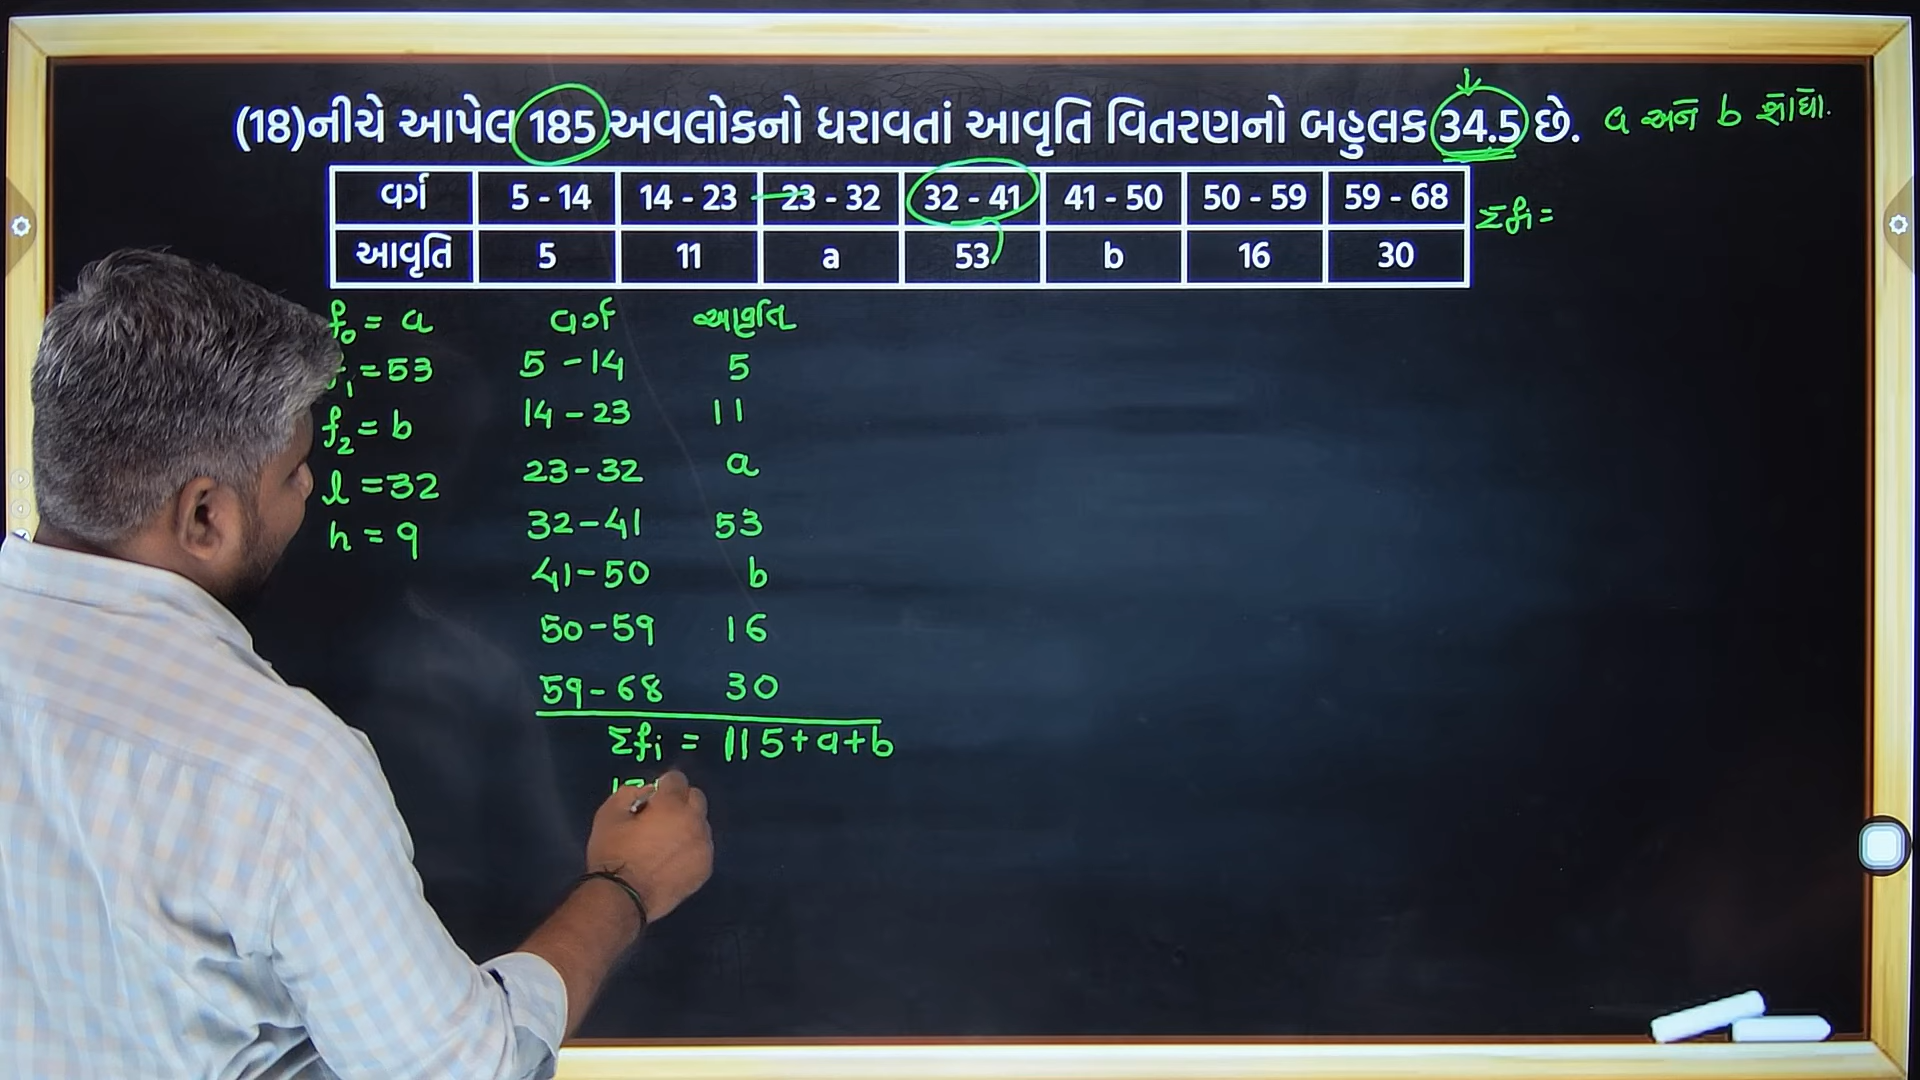 (18)નીચે આપેલ 185 અવલોકનો ધરાવતાં આવૃતિ વિતરણનો બહુલક 34.5 છે. a અને b શોધો.
વર્ગ 5 - 14 14 - 23 23 - 32 32 - 41 41 - 50 50 - 59 59 - 68
આવૃતિ 5 11 a 53 b 16 30
Σfi =
f0 = a
1 = 53
f2 = b
l = 32
h = 9
વર્ગ આવૃતિ
5 - 14 5
14 - 23 11
23 - 32 a
32 - 41 53
41 - 50 b
50 - 59 16
59 - 68 30
Σfi = 115 + a + b